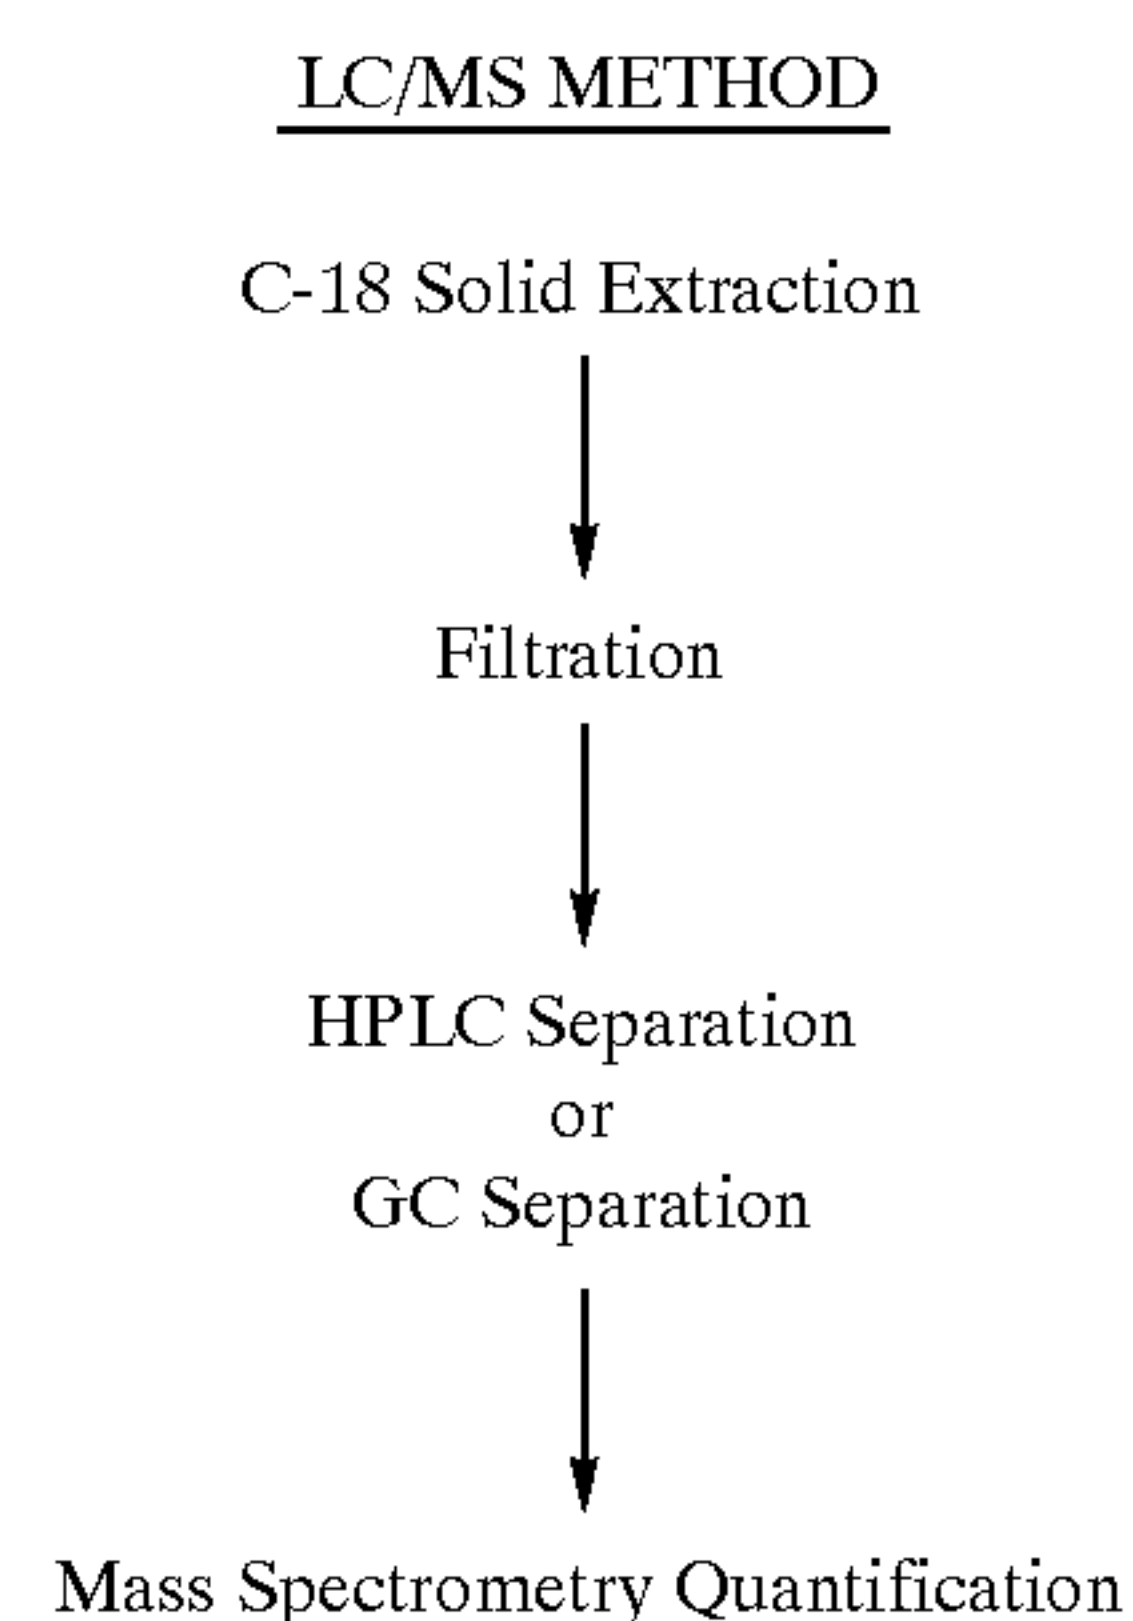 LC/MS METHOD
C-18 Solid Extraction
Filtration
HPLC Separation
or
GC Separation
Mass Spectrometry Quantification